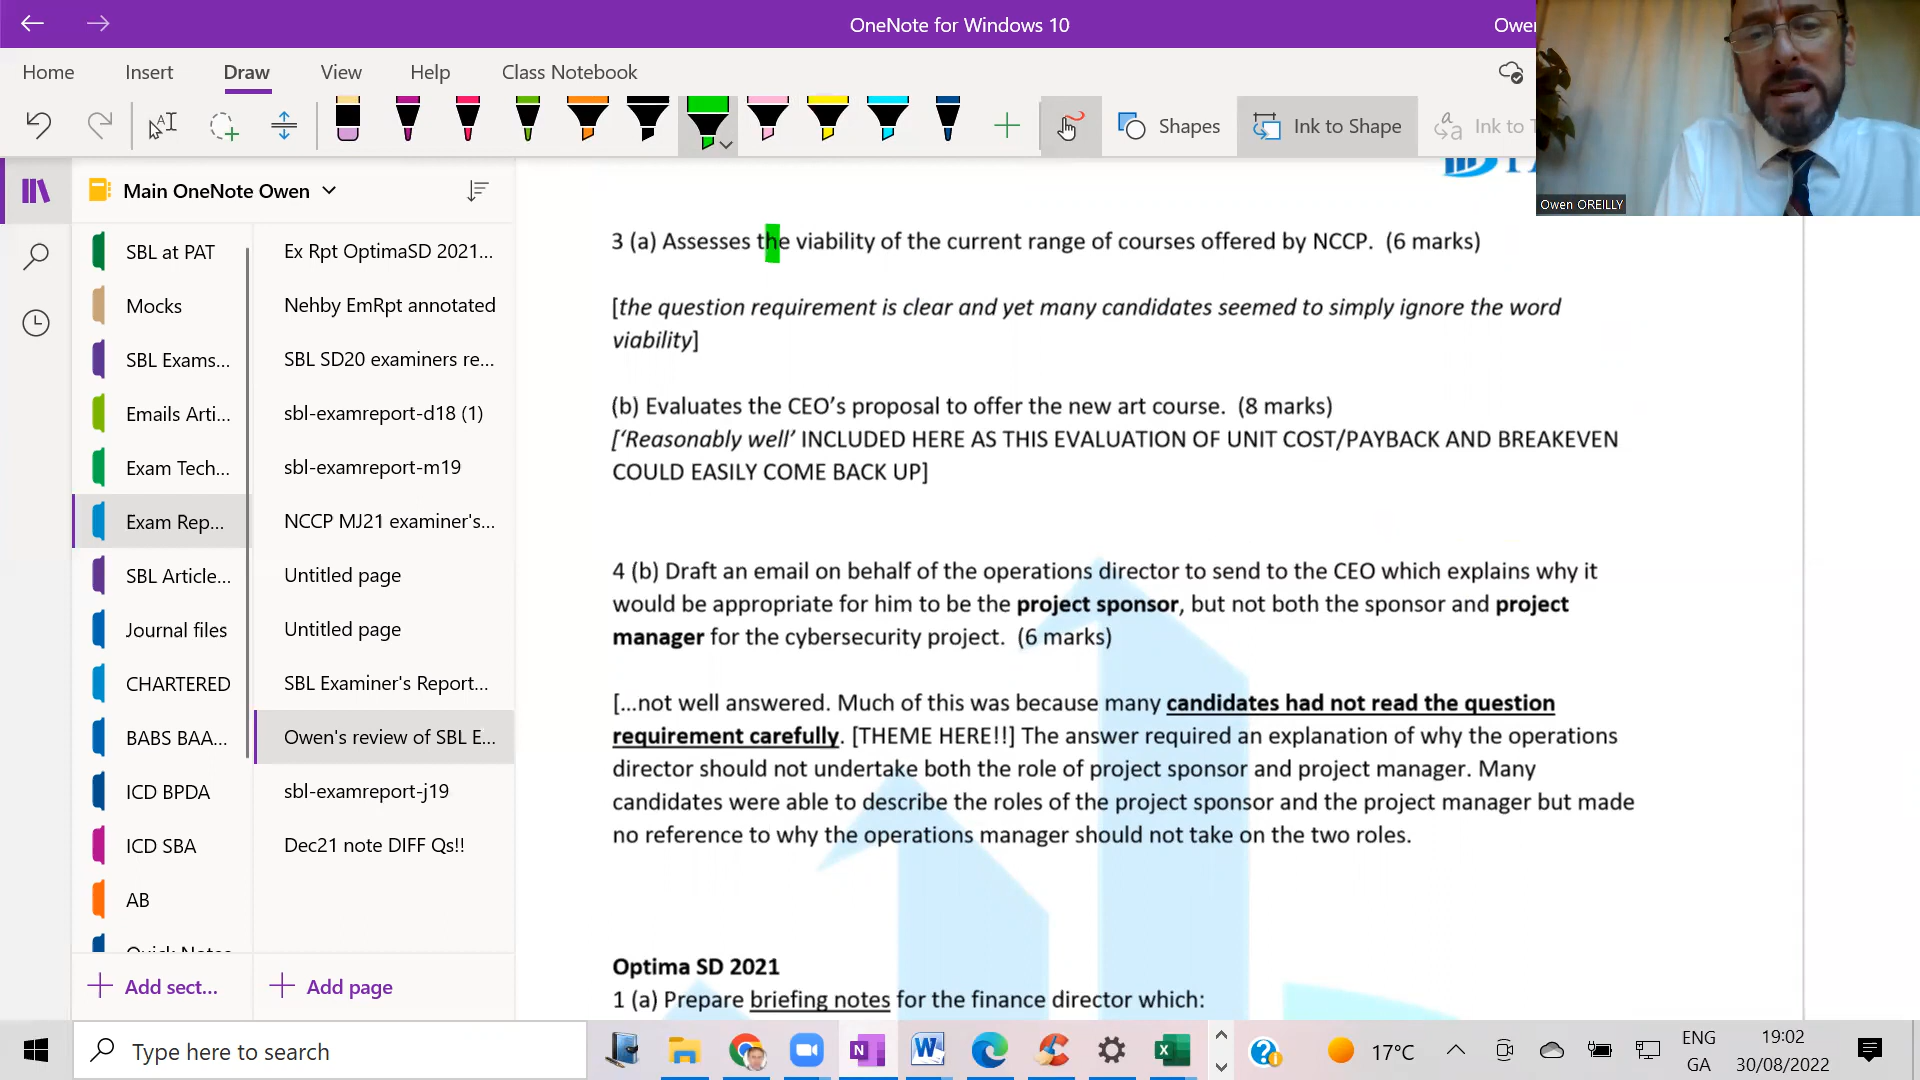 OneNote for Windows 10
Owen
Home Insert Draw View Help Class Notebook
Shapes
Ink to Shape
Ink to
Owen OREILLY
Main OneNote Owen
SBL at PAT
Mocks
SBL Exams...
Emails Arti...
Exam Tech...
Exam Rep...
SBL Article...
Journal files
CHARTERED
BABS BAA...
ICD BPDA
ICD SBA
AB
Quick Notes
Add sect...
Ex Rpt OptimaSD 2021...
Nehby EmRpt annotated
SBL SD20 examiners re...
sbl-examreport-d18 (1)
sbl-examreport-m19
NCCP MJ21 examiner's...
Untitled page
Untitled page
SBL Examiner's Report...
Owen's review of SBL E...
sbl-examreport-j19
Dec21 note DIFF Qs!!
Add page
3 (a) Assesses the viability of the current range of courses offered by NCCP. (6 marks)
[the question requirement is clear and yet many candidates seemed to simply ignore the word
viability]
(b) Evaluates the CEO’s proposal to offer the new art course. (8 marks)
[‘Reasonably well’ INCLUDED HERE AS THIS EVALUATION OF UNIT COST/PAYBACK AND BREAKEVEN
COULD EASILY COME BACK UP]
4 (b) Draft an email on behalf of the operations director to send to the CEO which explains why it
would be appropriate for him to be the project sponsor, but not both the sponsor and project
manager for the cybersecurity project. (6 marks)
[...not well answered. Much of this was because many candidates had not read the question
requirement carefully. [THEME HERE!!] The answer required an explanation of why the operations
director should not undertake both the role of project sponsor and project manager. Many
candidates were able to describe the roles of the project sponsor and the project manager but made
no reference to why the operations manager should not take on the two roles.
Optima SD 2021
1 (a) Prepare briefing notes for the finance director which:
Type here to search
17°C
ENG
GA
19:02
30/08/2022